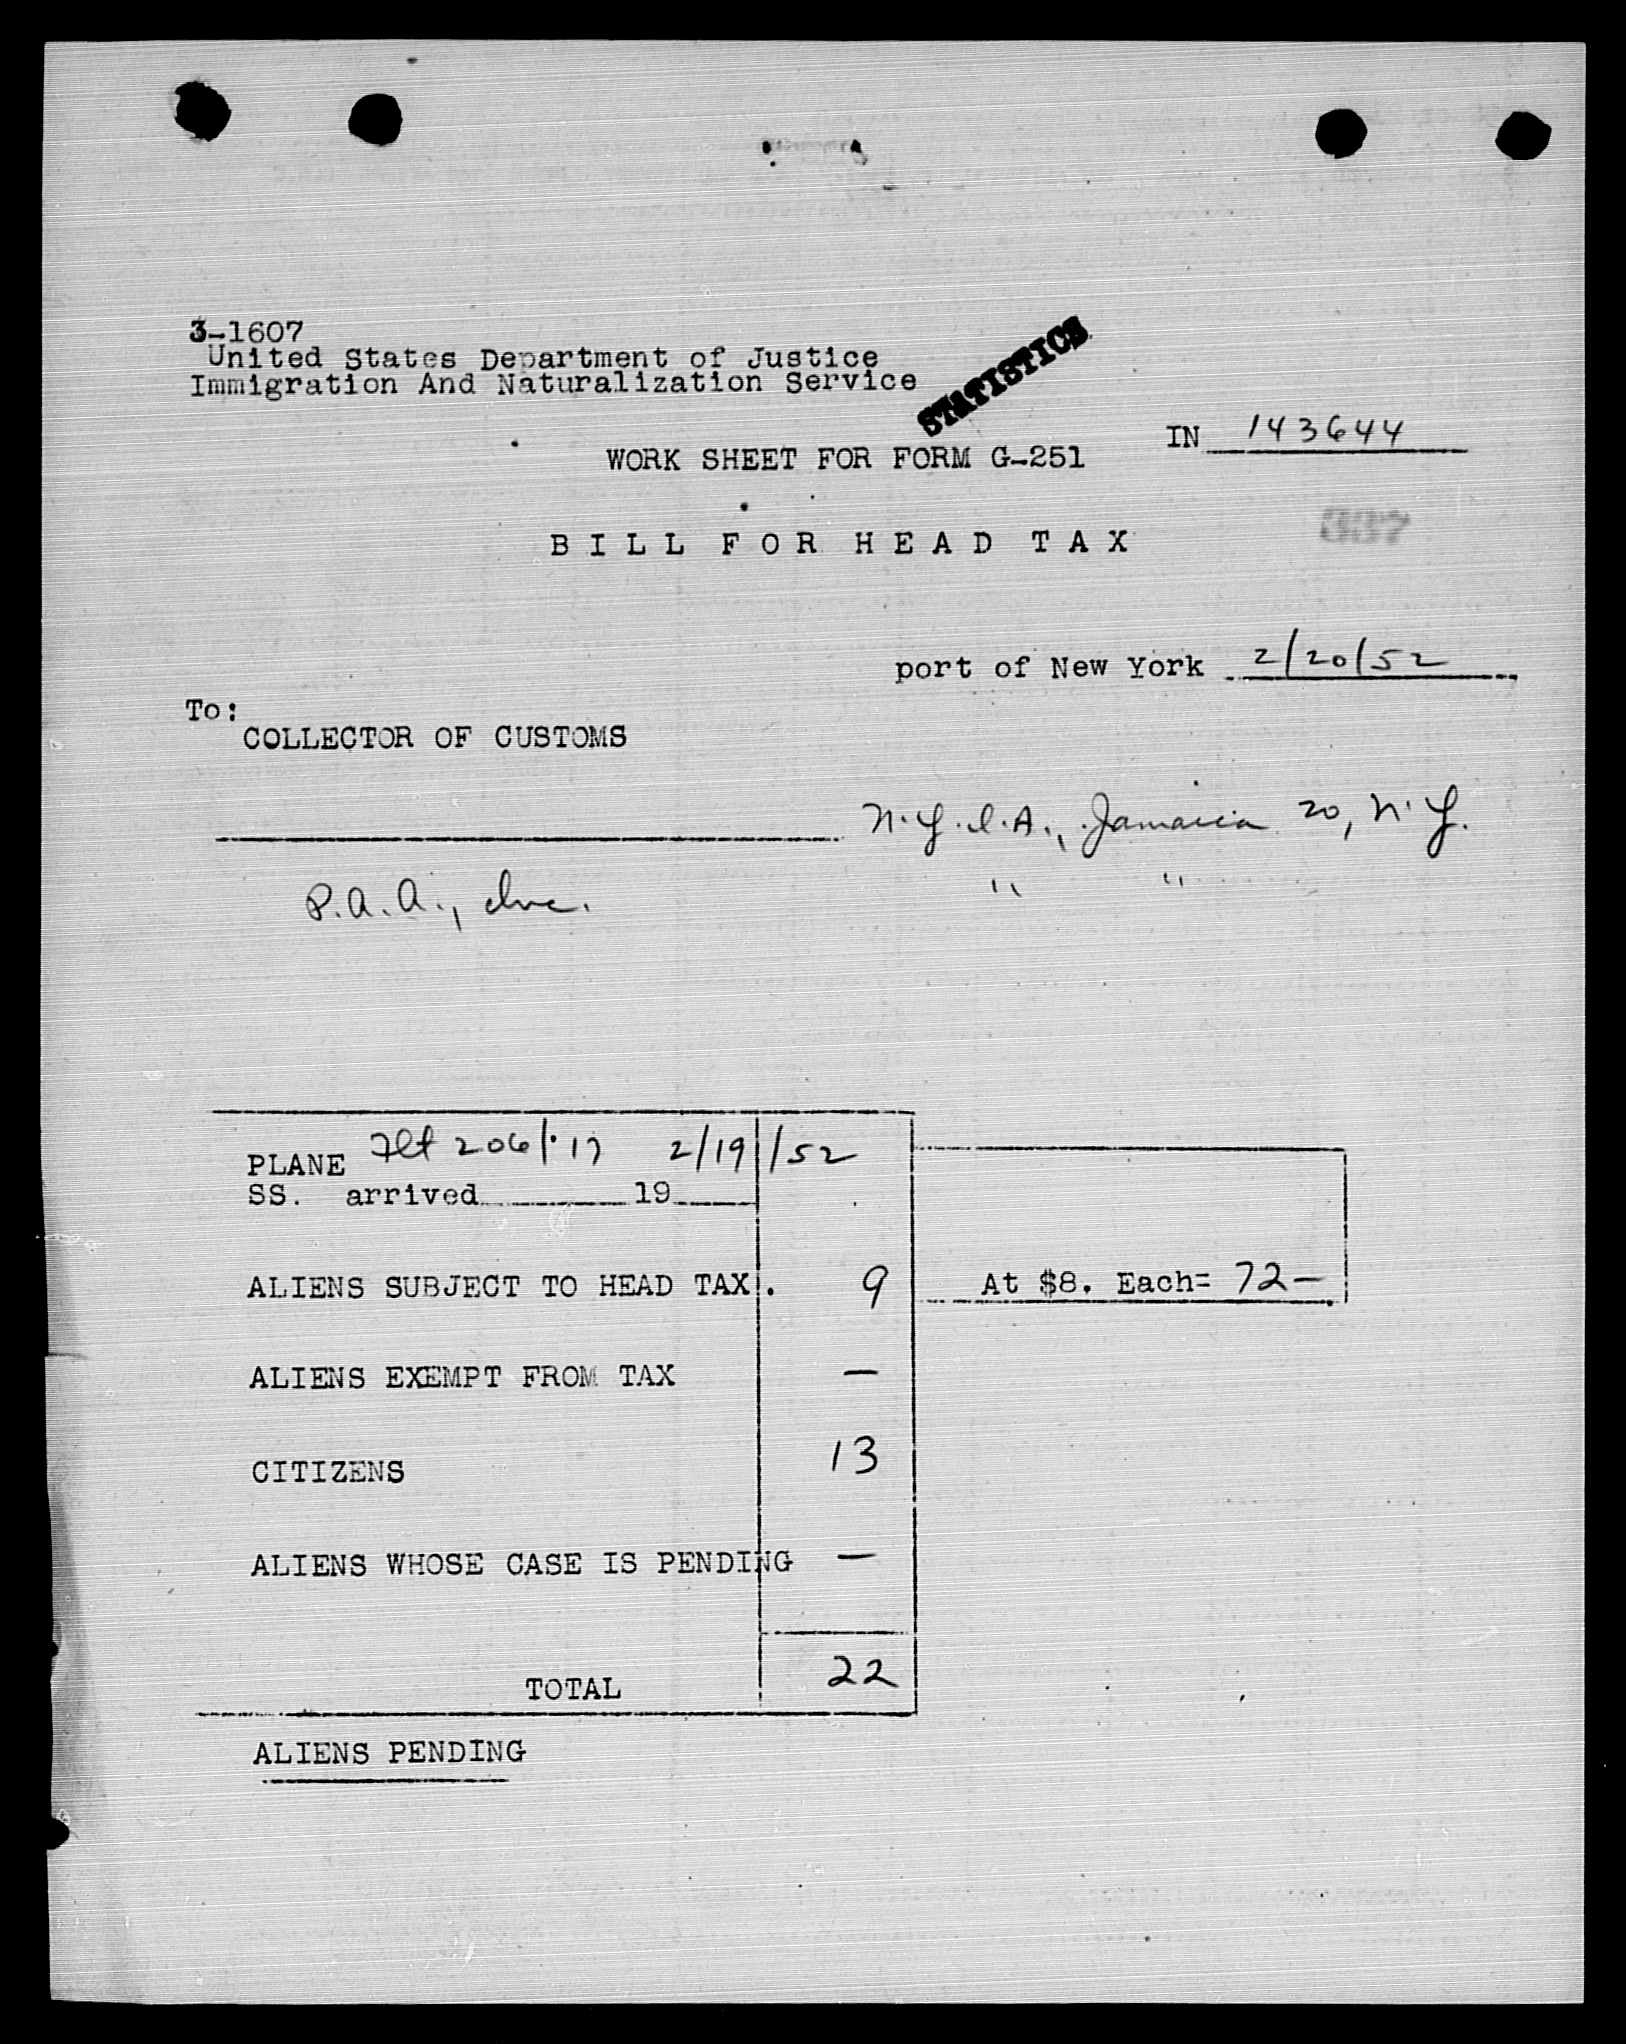 3-1607
United States Department of Justice
Immigration And Naturalization Service
STATISTICS
IN 143644
WORK SHEET FOR FORM G-251
BILL FOR HEAD TAX
337
port of New York 2/20/52
To:
COLLECTOR OF CUSTOMS
N.Y.I.A., Jamaica 20, N.Y.
P.A.A., Inc. " "
PLANE Flt 206/17 2/19/52
SS. arrived 19
ALIENS SUBJECT TO HEAD TAX. 9 At $8. Each= 72—
ALIENS EXEMPT FROM TAX —
CITIZENS 13
ALIENS WHOSE CASE IS PENDING —
TOTAL 22
ALIENS PENDING